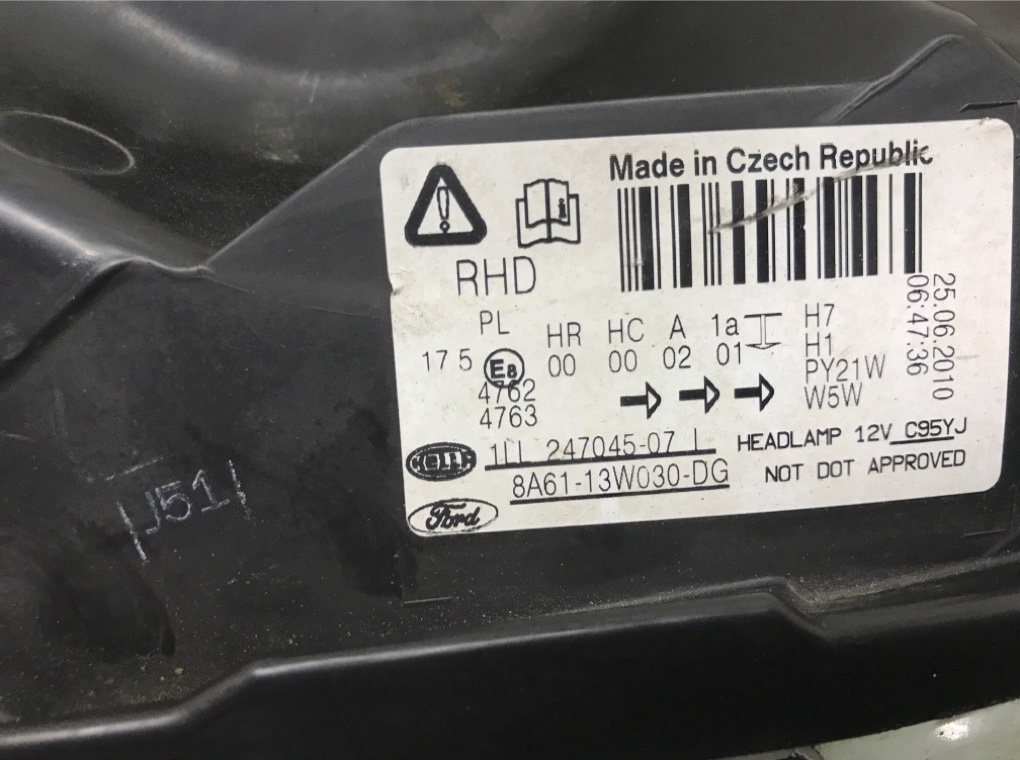 Made in Czech Republic
RHD
25.06.2010
06:47:36
PL HR HC A 1a H7
17 5 E8 00 00 02 01 H1
4762 PY21W
4763 W5W
HELLA 247045-07 L HEADLAMP 12V C95YJ
8A61-13W030-DG NOT DOT APPROVED
Ford
J51